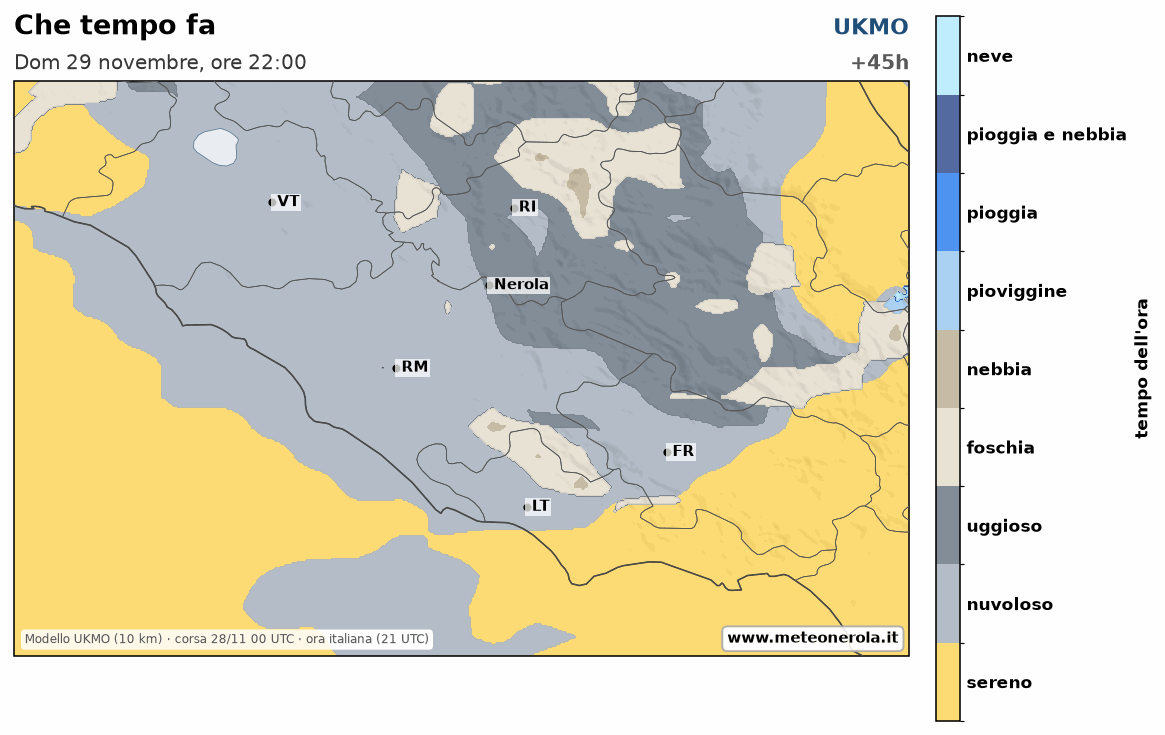 Che tempo fa
UKMO
Dom 29 novembre, ore 22:00
+45h
VT
RI
Nerola
RM
FR
LT
Modello UKMO (10 km) · corsa 28/11 00 UTC · ora italiana (21 UTC)
www.meteonerola.it
neve
pioggia e nebbia
pioggia
pioviggine
nebbia
foschia
uggioso
nuvoloso
sereno
tempo dell'ora